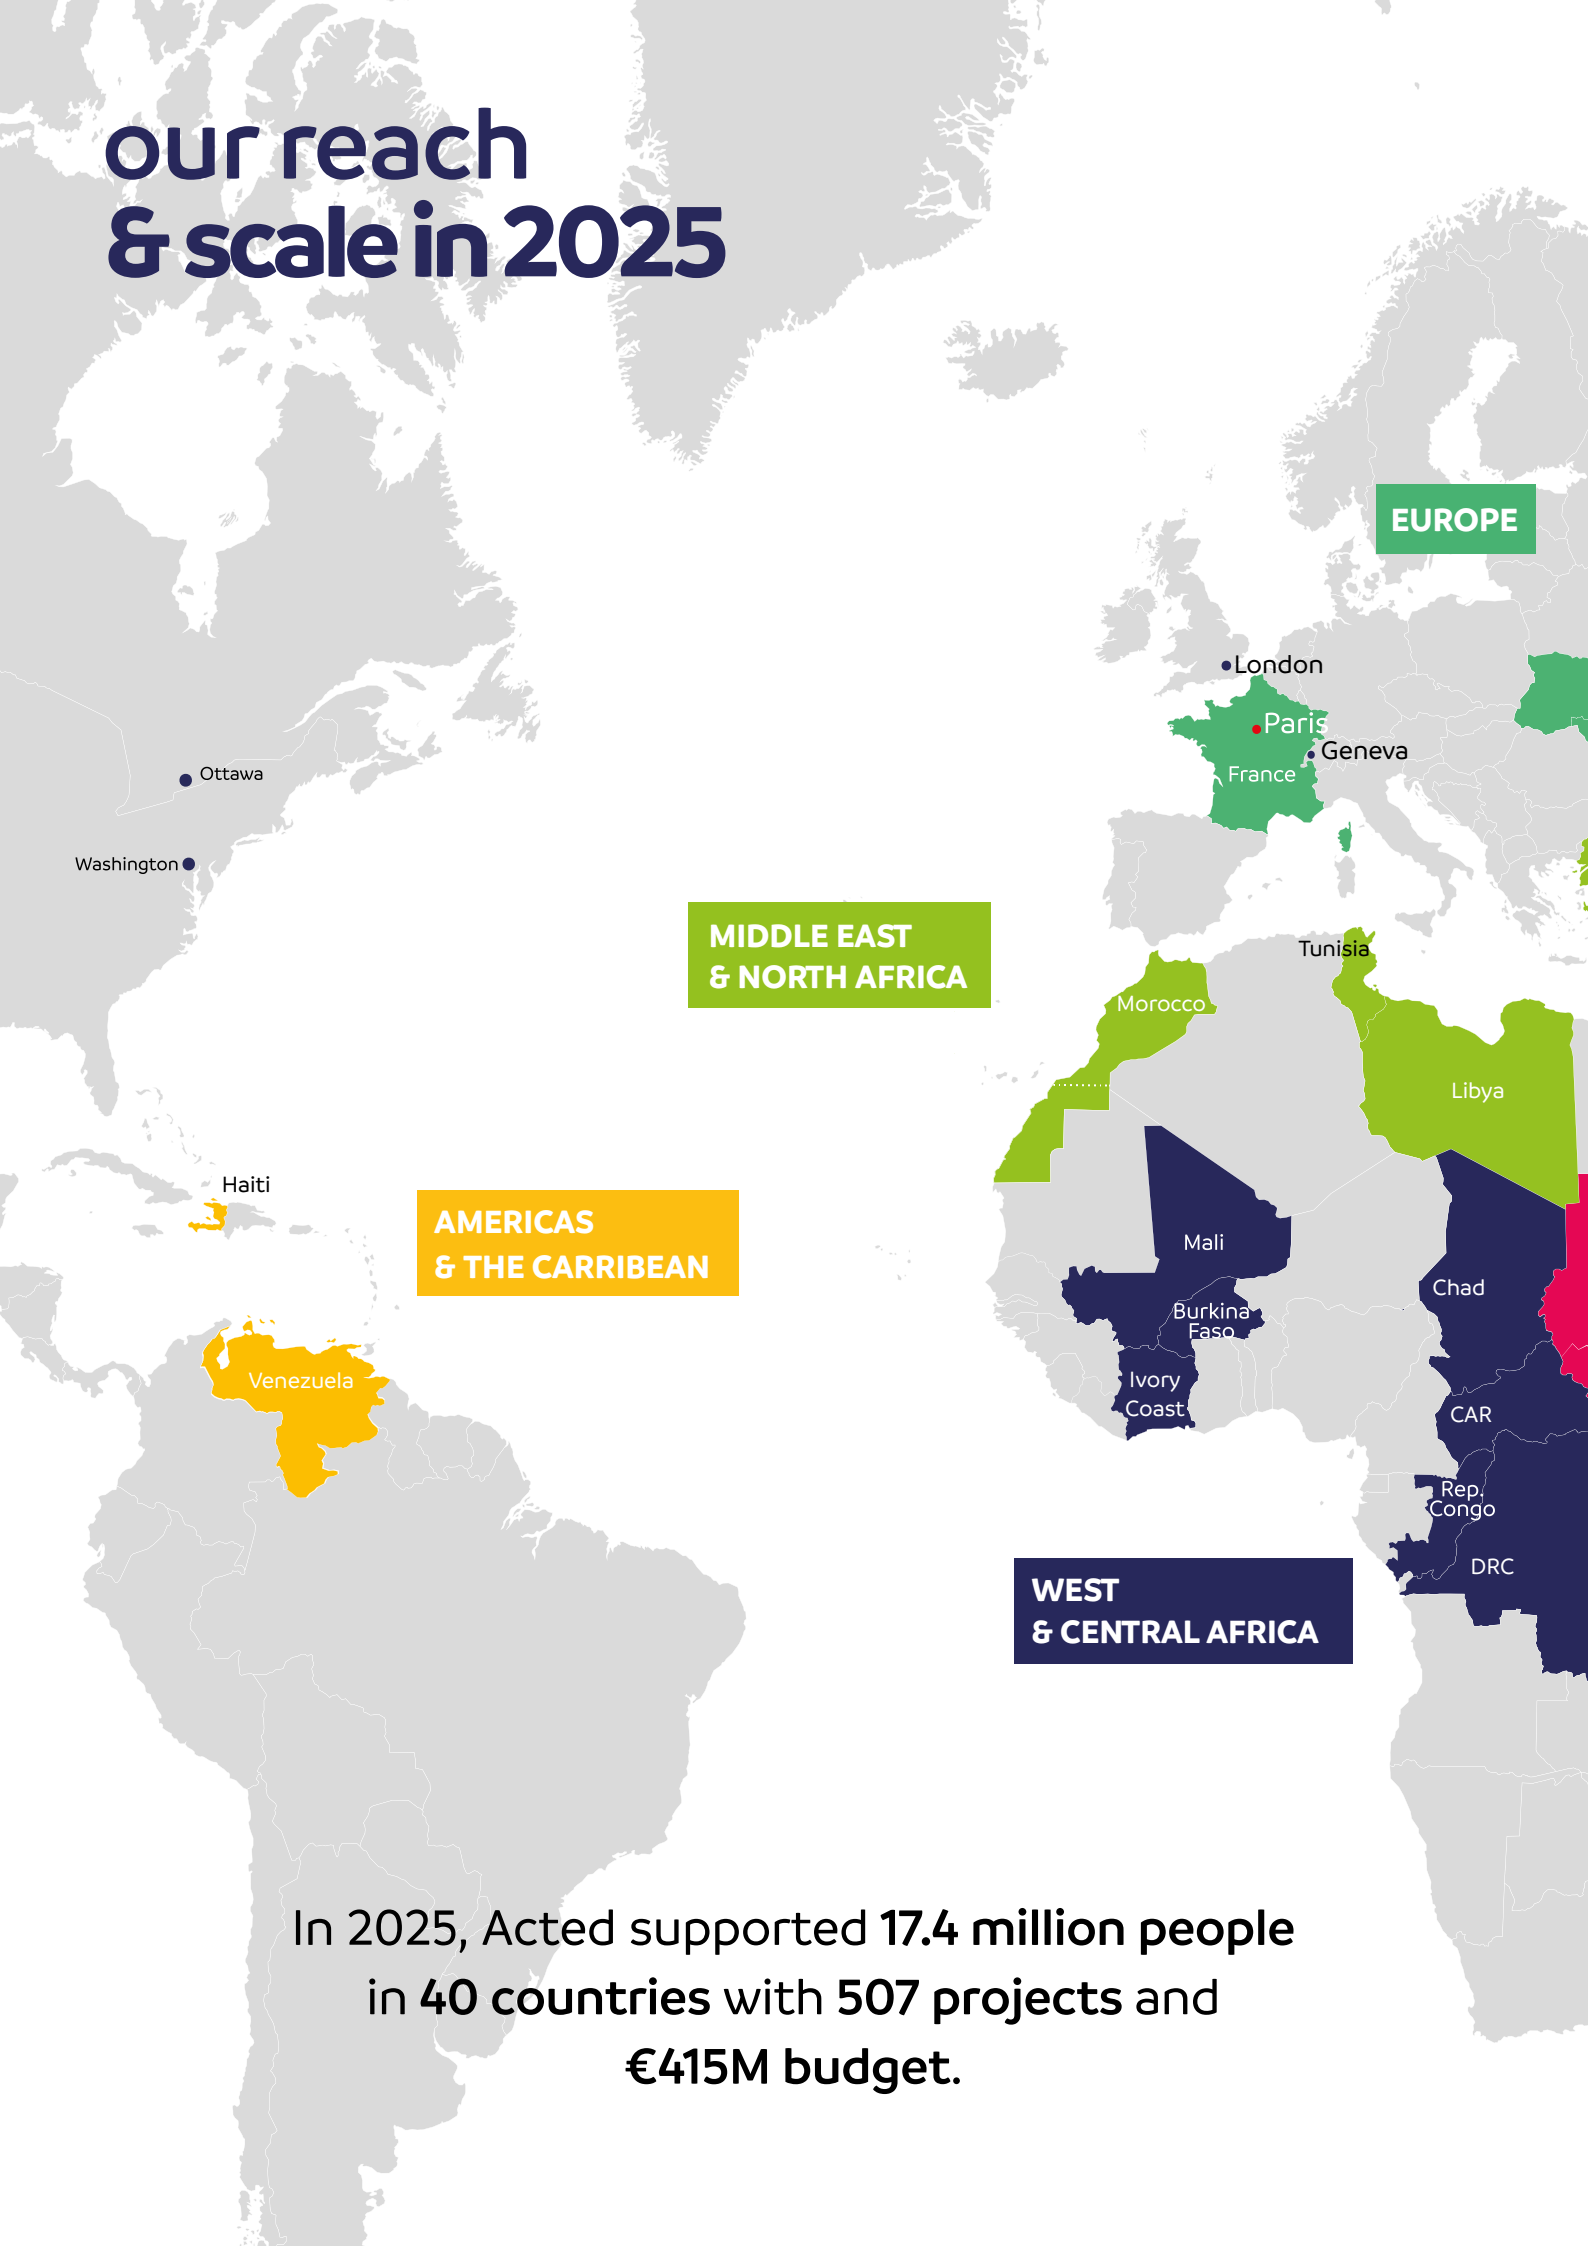 our reach
& scale in 2025
EUROPE
London
Paris
Geneva
France
Ottawa
Washington
MIDDLE EAST
& NORTH AFRICA
Tunisia
Morocco
Libya
Haiti
AMERICAS
& THE CARRIBEAN
Mali
Chad
Burkina
Faso
Venezuela
Ivory
Coast
CAR
Rep.
Congo
DRC
WEST
& CENTRAL AFRICA
In 2025, Acted supported 17.4 million people
in 40 countries with 507 projects and
€415M budget.